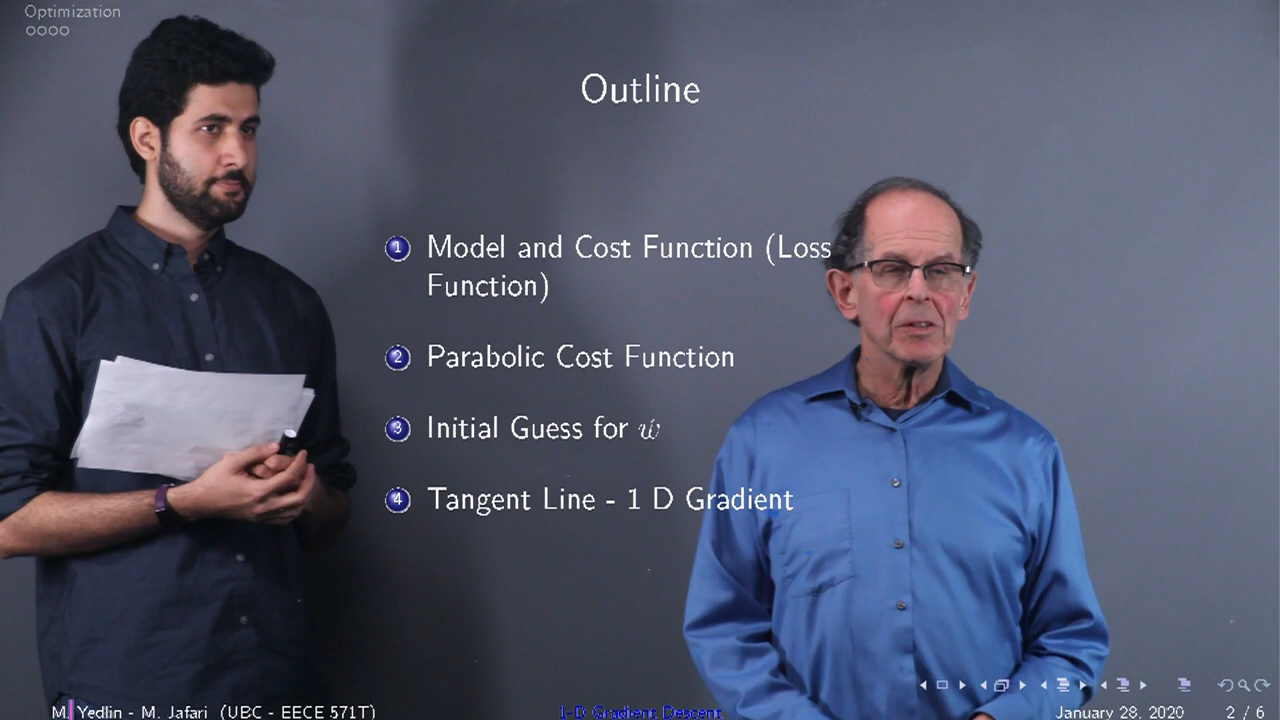 Optimization
Outline
1 Model and Cost Function (Loss
Function)
2 Parabolic Cost Function
3 Initial Guess for ẃ
4 Tangent Line - 1 D Gradient
M. Yedlin - M. Jafari (UBC - EECE 571T)
1-D Gradient Descent
January 28, 2020
2 / 6